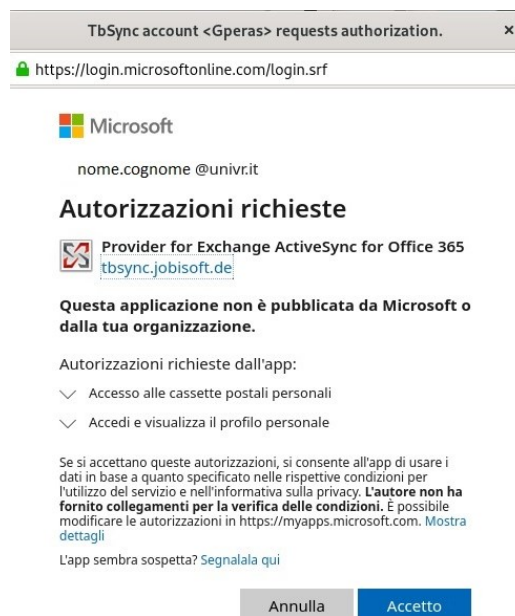 TbSync account <Gperas> requests authorization.
https://login.microsoftonline.com/login.srf
Microsoft
nome.cognome @univr.it
Autorizzazioni richieste
Provider for Exchange ActiveSync for Office 365
tbsync.jobisoft.de
Questa applicazione non è pubblicata da Microsoft o
dalla tua organizzazione.
Autorizzazioni richieste dall'app:
Accesso alle cassette postali personali
Accedi e visualizza il profilo personale
Se si accettano queste autorizzazioni, si consente all'app di usare i
dati in base a quanto specificato nelle rispettive condizioni per
l'utilizzo del servizio e nell'informativa sulla privacy. L'autore non ha
fornito collegamenti per la verifica delle condizioni. È possibile
modificare le autorizzazioni in https://myapps.microsoft.com. Mostra
dettagli
L'app sembra sospetta? Segnalala qui
Annulla Accetto